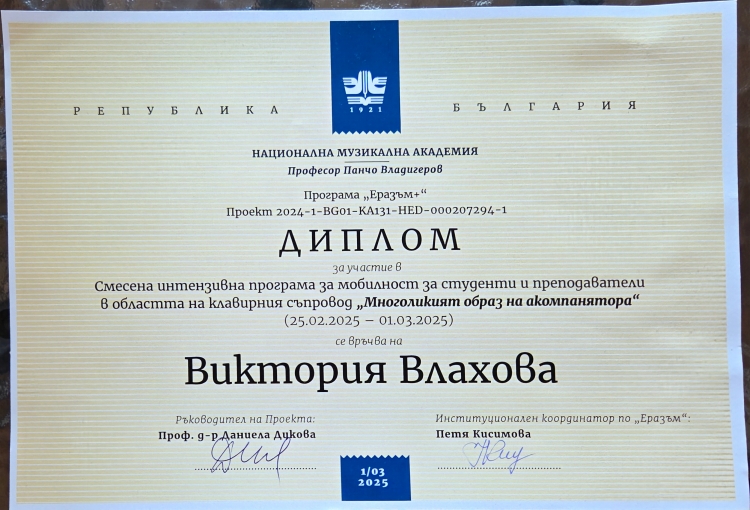 1921
РЕПУБЛИКА БЪЛГАРИЯ
НАЦИОНАЛНА МУЗИКАЛНА АКАДЕМИЯ
Професор Панчо Владигеров
Програма „Еразъм+“
Проект 2024-1-BG01-KA131-HED-000207294-1
ДИПЛОМ
за участие в
Смесена интензивна програма за мобилност за студенти и преподаватели
в областта на клавирния съпровод „Многоликият образ на акомпанятора“
(25.02.2025 – 01.03.2025)
се връчва на
Виктория Влахова
Ръководител на Проекта:
Проф. д-р Даниела Дикова
Институционален координатор по „Еразъм“:
Петя Кисимова
1/03
2025